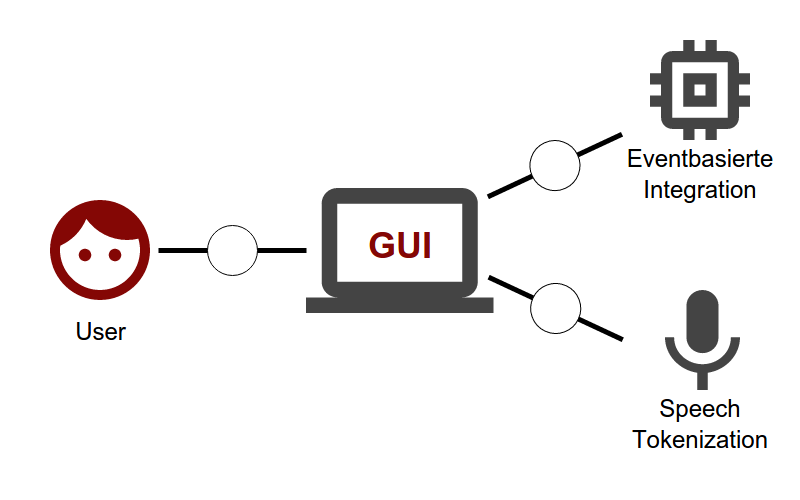 User
GUI
Eventbasierte
Integration
Speech
Tokenization